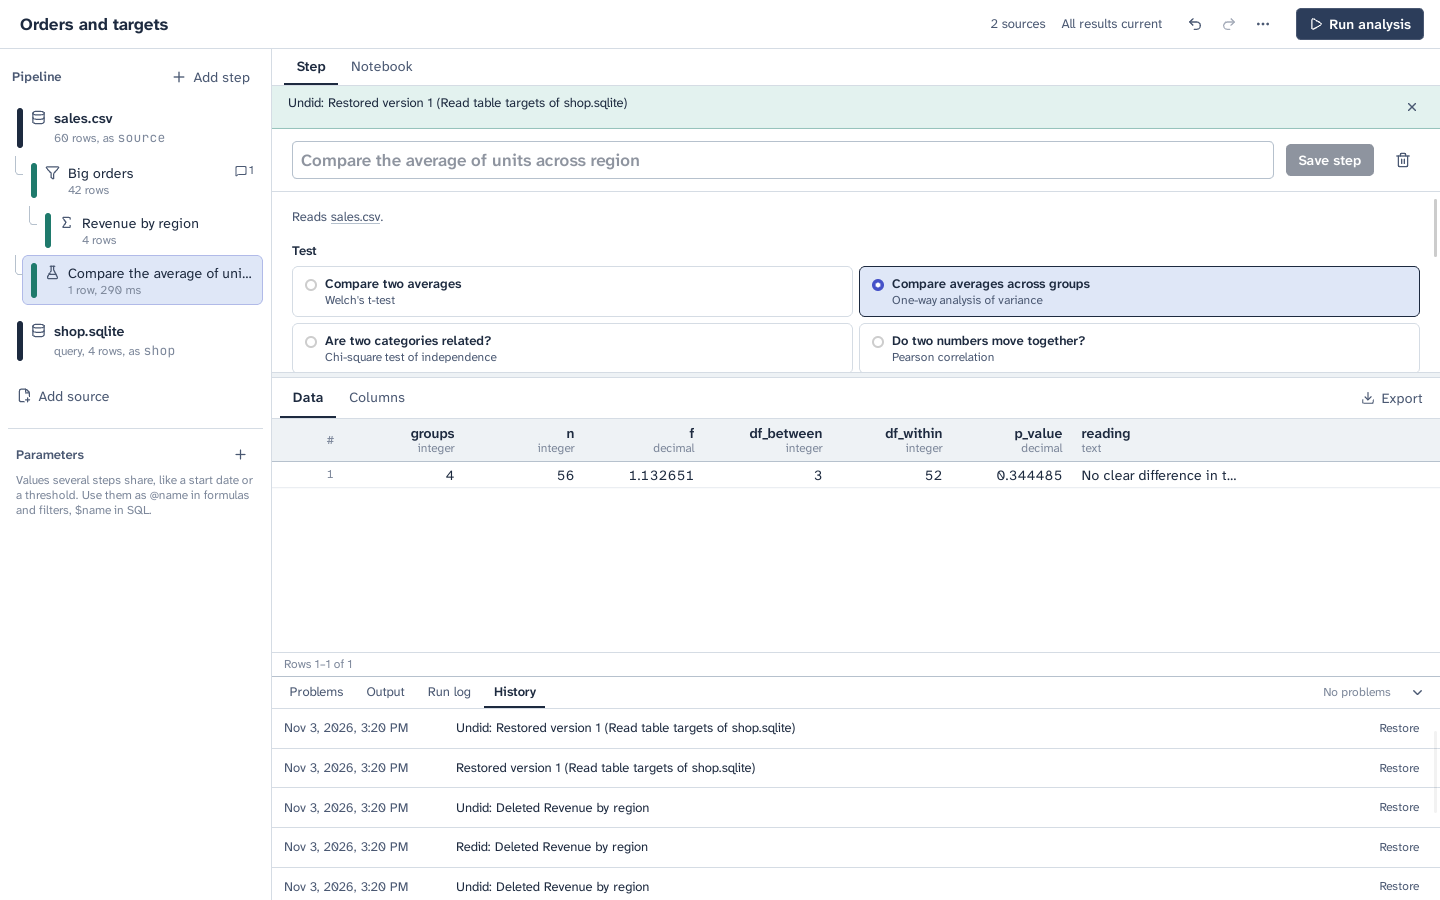 Orders and targets
2 sources
All results current
Run analysis
Pipeline
Add step
sales.csv
60 rows, as source
Big orders
1
42 rows
Revenue by region
4 rows
Compare the average of uni...
1 row, 290 ms
shop.sqlite
query, 4 rows, as shop
Add source
Parameters
Values several steps share, like a start date or
a threshold. Use them as @name in formulas
and filters, $name in SQL.
Step
Notebook
Undid: Restored version 1 (Read table targets of shop.sqlite)
Compare the average of units across region
Save step
Reads sales.csv.
Test
Compare two averages
Welch's t-test
Compare averages across groups
One-way analysis of variance
Are two categories related?
Chi-square test of independence
Do two numbers move together?
Pearson correlation
Data
Columns
Export
# groups n f df_between df_within p_value reading
integer integer decimal integer integer decimal text
1 4 56 1.132651 3 52 0.344485 No clear difference in t...
Rows 1–1 of 1
Problems
Output
Run log
History
No problems
Nov 3, 2026, 3:20 PM Undid: Restored version 1 (Read table targets of shop.sqlite) Restore
Nov 3, 2026, 3:20 PM Restored version 1 (Read table targets of shop.sqlite) Restore
Nov 3, 2026, 3:20 PM Undid: Deleted Revenue by region Restore
Nov 3, 2026, 3:20 PM Redid: Deleted Revenue by region Restore
Nov 3, 2026, 3:20 PM Undid: Deleted Revenue by region Restore